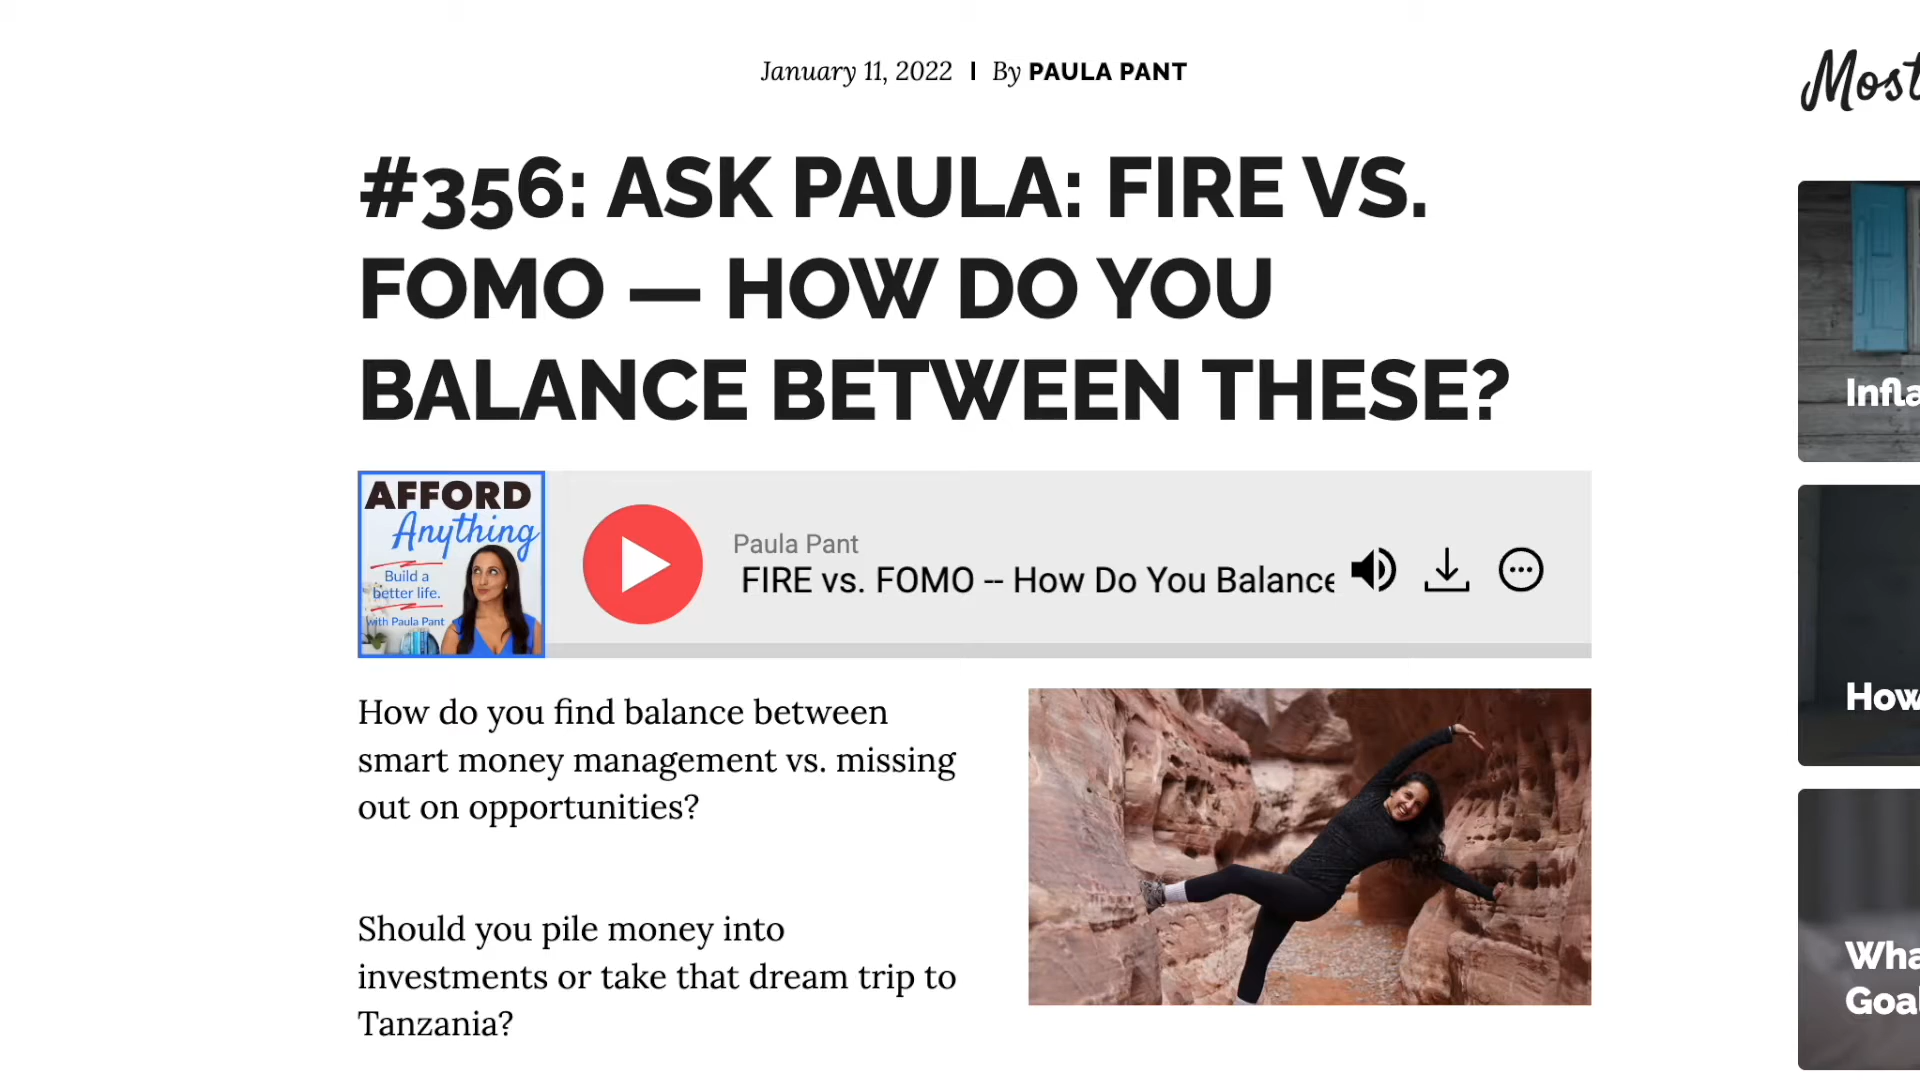 January 11, 2022 | By PAULA PANT
#356: ASK PAULA: FIRE VS.
FOMO — HOW DO YOU
BALANCE BETWEEN THESE?
AFFORD
Anything
Build a
better life.
with Paula Pant
Paula Pant
FIRE vs. FOMO -- How Do You Balance
How do you find balance between
smart money management vs. missing
out on opportunities?
Should you pile money into
investments or take that dream trip to
Tanzania?
Most
Infla
How
Wha
Goal